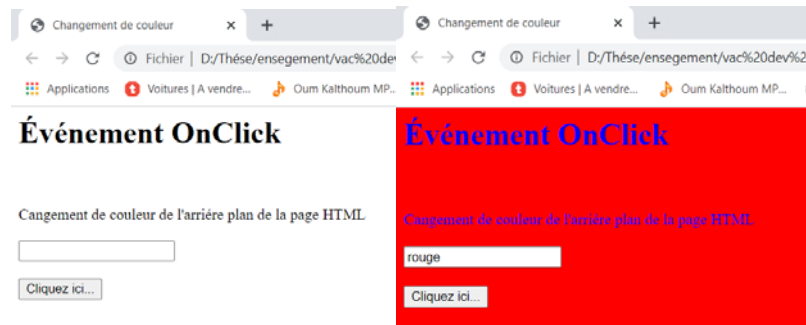 Changement de couleur
Fichier | D:/Thése/ensegement/vac%20dev
Applications Voitures | A vendre... Oum Kalthoum MP...
Événement OnClick
Cangement de couleur de l'arriére plan de la page HTML
Cliquez ici...
Changement de couleur
Fichier | D:/Thése/ensegement/vac%20dev%2
Applications Voitures | A vendre... Oum Kalthoum MP...
Événement OnClick
Cangement de couleur de l'arriére plan de la page HTML
rouge
Cliquez ici...